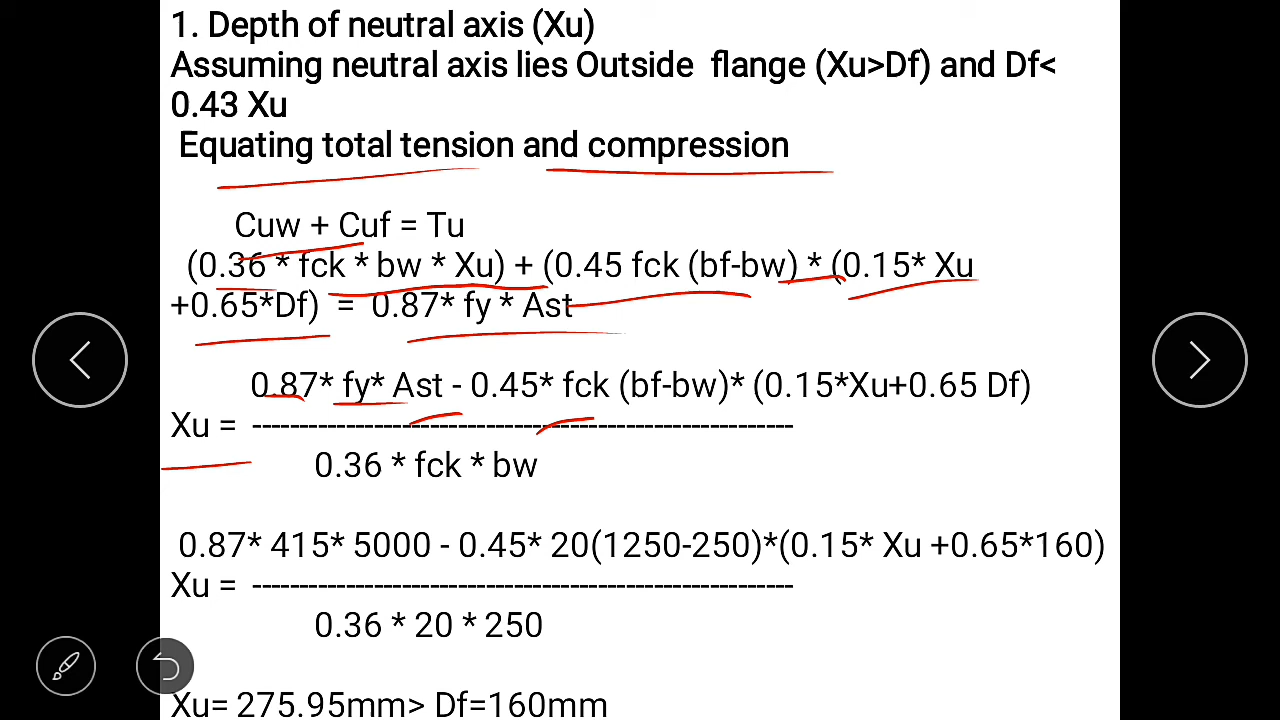 1. Depth of neutral axis (Xu)
Assuming neutral axis lies Outside flange (Xu>Df) and Df<
0.43 Xu
Equating total tension and compression
Cuw + Cuf = Tu
(0.36 * fck * bw * Xu) + (0.45 fck (bf-bw) * (0.15* Xu
+0.65*Df) = 0.87* fy * Ast
0.87* fy* Ast - 0.45* fck (bf-bw)* (0.15*Xu+0.65 Df)
Xu = ------------------------------------------------------------
0.36 * fck * bw
0.87* 415* 5000 - 0.45* 20(1250-250)*(0.15* Xu +0.65*160)
Xu = ------------------------------------------------------------
0.36 * 20 * 250
Xu= 275.95mm> Df=160mm